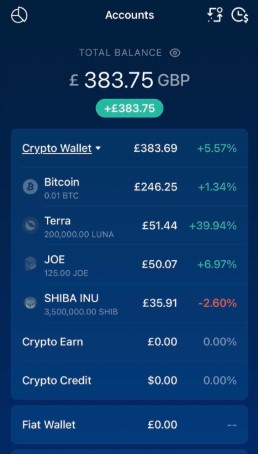 Accounts
TOTAL BALANCE
£ 383.75 GBP
+£383.75
Crypto Wallet £383.69 +5.57%
Bitcoin £246.25 +1.34%
0.01 BTC
Terra £51.44 +39.94%
200,000.00 LUNA
JOE £50.07 +6.97%
125.00 JOE
SHIBA INU £35.91 -2.60%
3,500,000.00 SHIB
Crypto Earn £0.00 0.00%
Crypto Credit $0.00 0.00%
Fiat Wallet £0.00 --